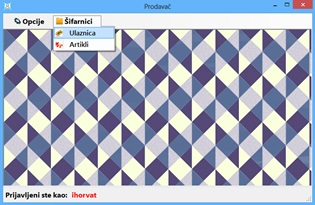 Prodavač
Opcije Šifarnici
Ulaznica
Artikli
Prijavljeni ste kao: ihorvat